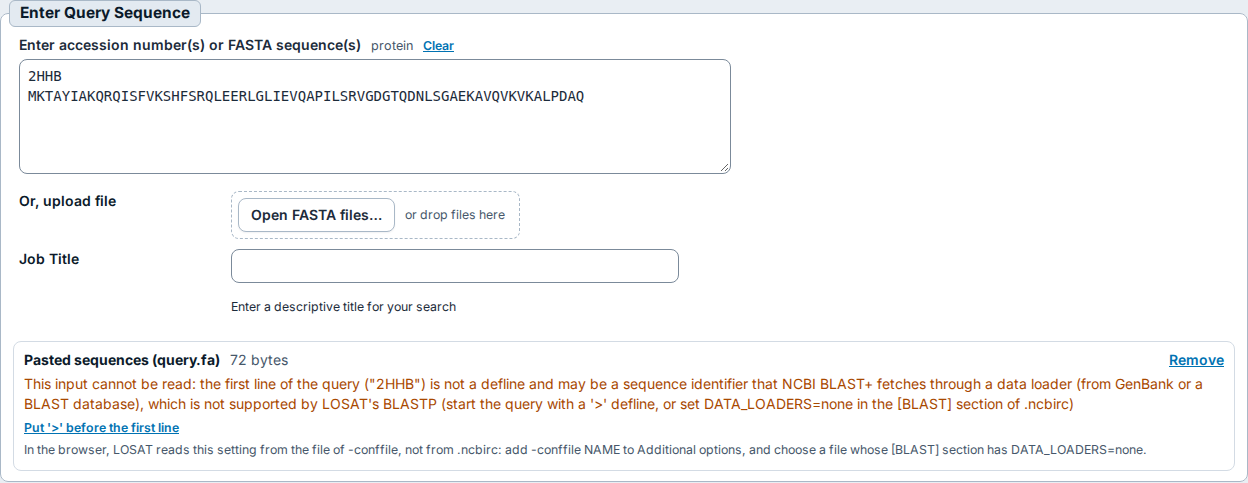 Enter Query Sequence
Enter accession number(s) or FASTA sequence(s) protein Clear
2HHB
MKTAYIAKQRQISFVKSHFSRQLEERLGLIEVQAPILSRVGDGTQDNLSGAEKAVQVKVKALPDAQ
Or, upload file
Open FASTA files... or drop files here
Job Title
Enter a descriptive title for your search
Pasted sequences (query.fa) 72 bytes Remove
This input cannot be read: the first line of the query ("2HHB") is not a defline and may be a sequence identifier that NCBI BLAST+ fetches through a data loader (from GenBank or a
BLAST database), which is not supported by LOSAT's BLASTP (start the query with a '>' defline, or set DATA_LOADERS=none in the [BLAST] section of .ncbirc)
Put '>' before the first line
In the browser, LOSAT reads this setting from the file of -conffile, not from .ncbirc: add -conffile NAME to Additional options, and choose a file whose [BLAST] section has DATA_LOADERS=none.